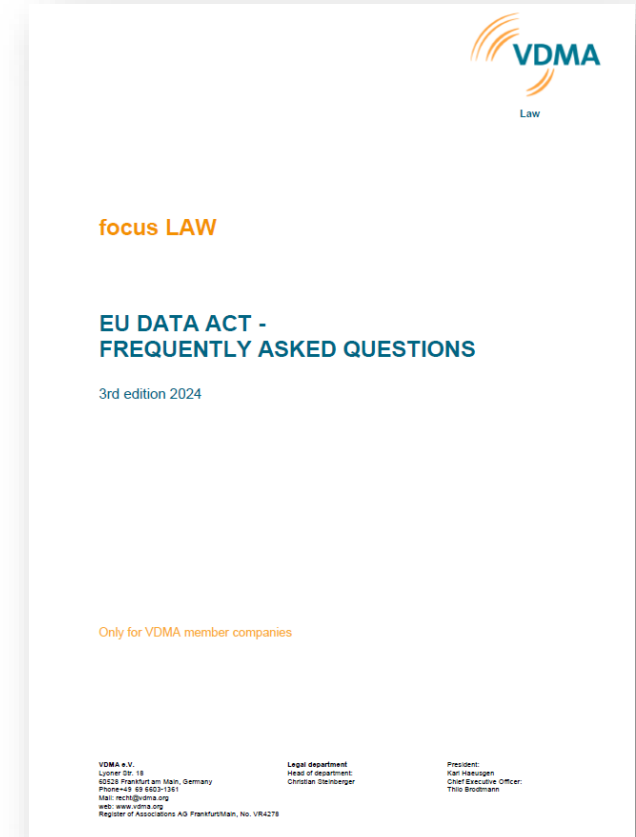 VDMA
Law
focus LAW
EU DATA ACT -
FREQUENTLY ASKED QUESTIONS
3rd edition 2024
Only for VDMA member companies
VDMA e.V.
Lyoner Str. 18
60528 Frankfurt am Main, Germany
Phone+49 69 6603-1361
Mail: recht@vdma.org
web: www.vdma.org
Register of Associations AG Frankfurt/Main, No. VR4278
Legal department
Head of department:
Christian Steinberger
President:
Karl Haeusgen
Chief Executive Officer:
Thilo Brodtmann